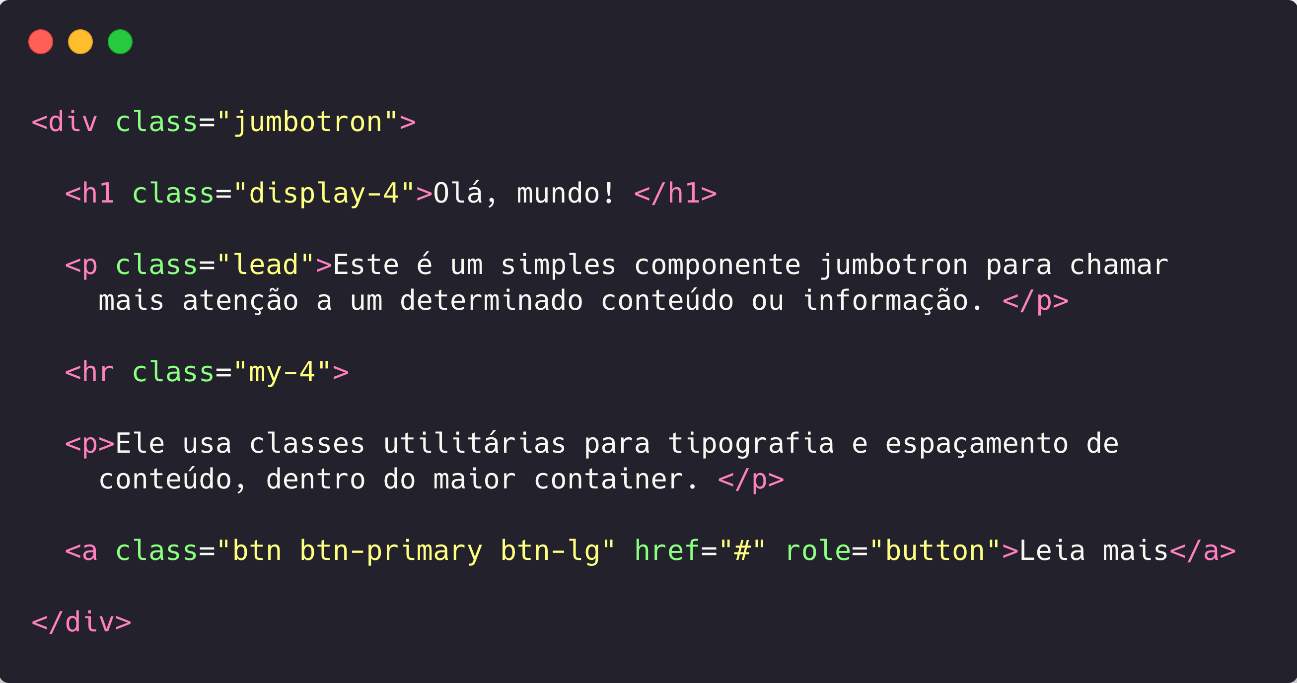 <div class="jumbotron">
<h1 class="display-4">Olá, mundo! </h1>
<p class="lead">Este é um simples componente jumbotron para chamar
mais atenção a um determinado conteúdo ou informação. </p>
<hr class="my-4">
<p>Ele usa classes utilitárias para tipografia e espaçamento de
conteúdo, dentro do maior container. </p>
<a class="btn btn-primary btn-lg" href="#" role="button">Leia mais</a>
</div>